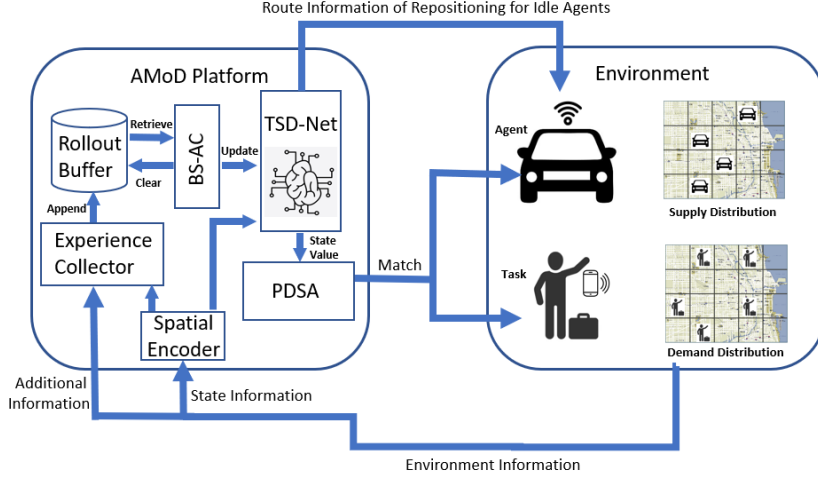 Route Information of Repositioning for Idle Agents
AMoD Platform
Environment
Rollout
Buffer
Retrieve
Clear
BS-AC
Update
TSD-Net
Append
Experience
Collector
State
Value
PDSA
Match
Spatial
Encoder
Agent
Supply Distribution
Task
Demand Distribution
Additional
Information
State Information
Environment Information